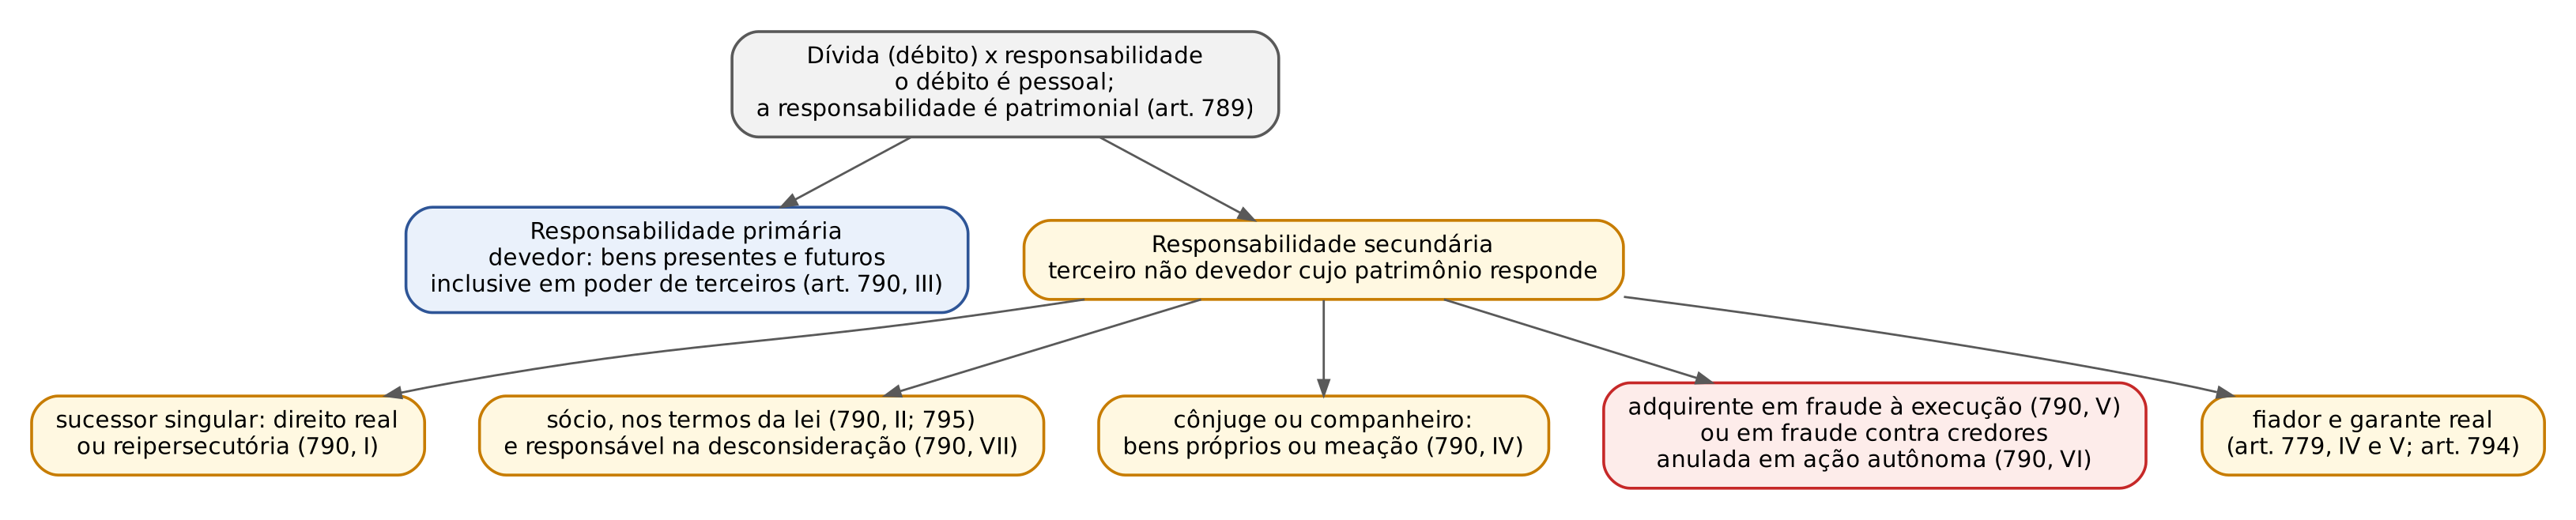 Dívida (débito) x responsabilidade
o débito é pessoal;
a responsabilidade é patrimonial (art. 789)
Responsabilidade primária
devedor: bens presentes e futuros
inclusive em poder de terceiros (art. 790, III)
Responsabilidade secundária
terceiro não devedor cujo patrimônio responde
sucessor singular: direito real
ou reipersecutória (790, I)
sócio, nos termos da lei (790, II; 795)
e responsável na desconsideração (790, VII)
cônjuge ou companheiro:
bens próprios ou meação (790, IV)
adquirente em fraude à execução (790, V)
ou em fraude contra credores
anulada em ação autônoma (790, VI)
fiador e garante real
(art. 779, IV e V; art. 794)